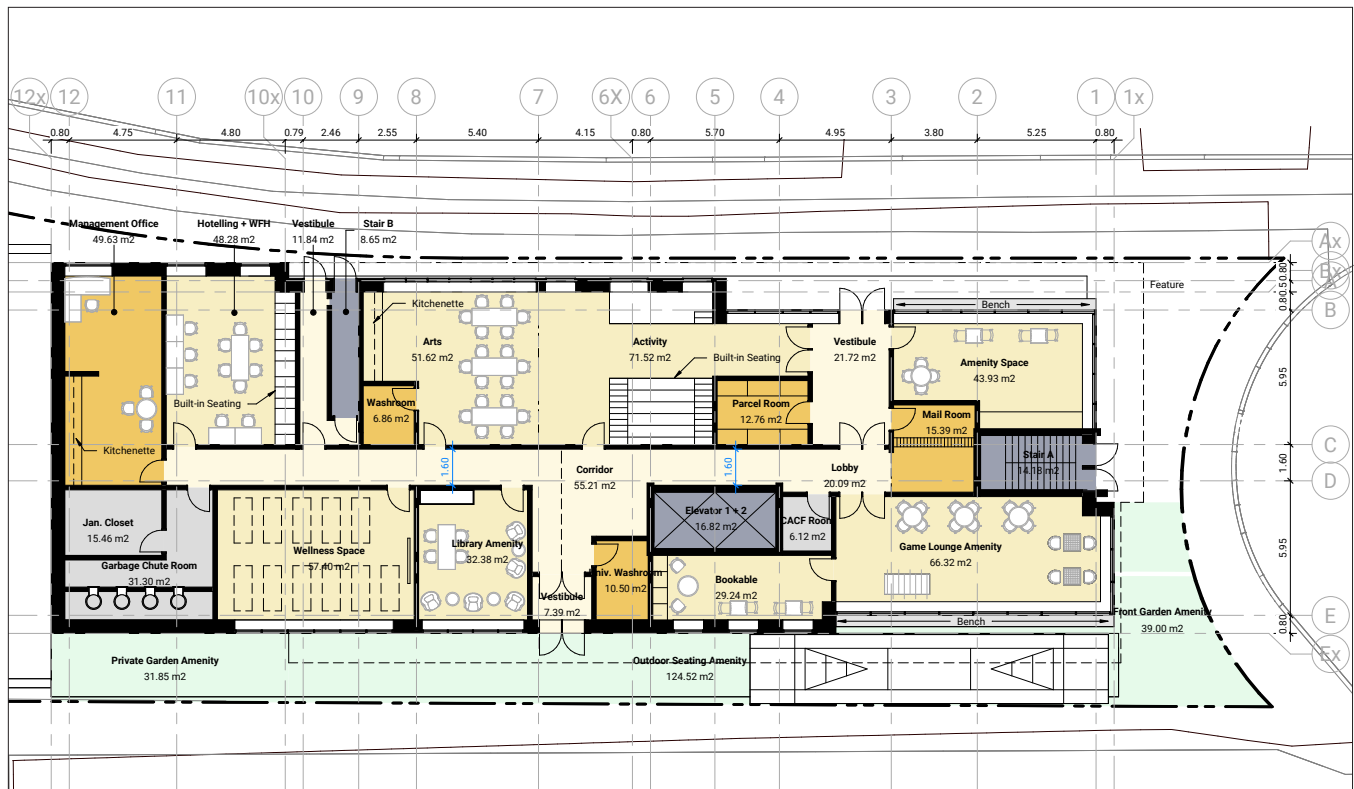 12x 12 11 10x 10 9 8 7 6X 6 5 4 3 2 1 1x
0.80 4.75 4.80 0.79 2.46 2.55 5.40 4.15 0.80 5.70 4.95 3.80 5.25 0.80
Management Office
49.63 m2
Hotelling + WFH
48.28 m2
Vestibule
11.84 m2
Stair B
8.65 m2
Ax
Bx
A
B
C
D
E
Ex
0.80
0.5
0.80
5.95
1.60
5.95
0.80
Feature
Bench
Kitchenette
Arts
51.62 m2
Activity
71.52 m2
Built-in Seating
Vestibule
21.72 m2
Amenity Space
43.93 m2
Built-in Seating
Washroom
6.86 m2
Parcel Room
12.76 m2
Mail Room
15.39 m2
Kitchenette
1.60
Corridor
55.21 m2
1.60
Lobby
20.09 m2
Stair A
14.18 m2
Jan. Closet
15.46 m2
Wellness Space
57.40 m2
Library Amenity
32.38 m2
Elevator 1 + 2
16.82 m2
CACF Room
6.12 m2
Game Lounge Amenity
66.32 m2
Garbage Chute Room
31.30 m2
Univ. Washroom
10.50 m2
Bookable
29.24 m2
Vestibule
7.39 m2
Bench
Front Garden Amenity
39.00 m2
Private Garden Amenity
31.85 m2
Outdoor Seating Amenity
124.52 m2